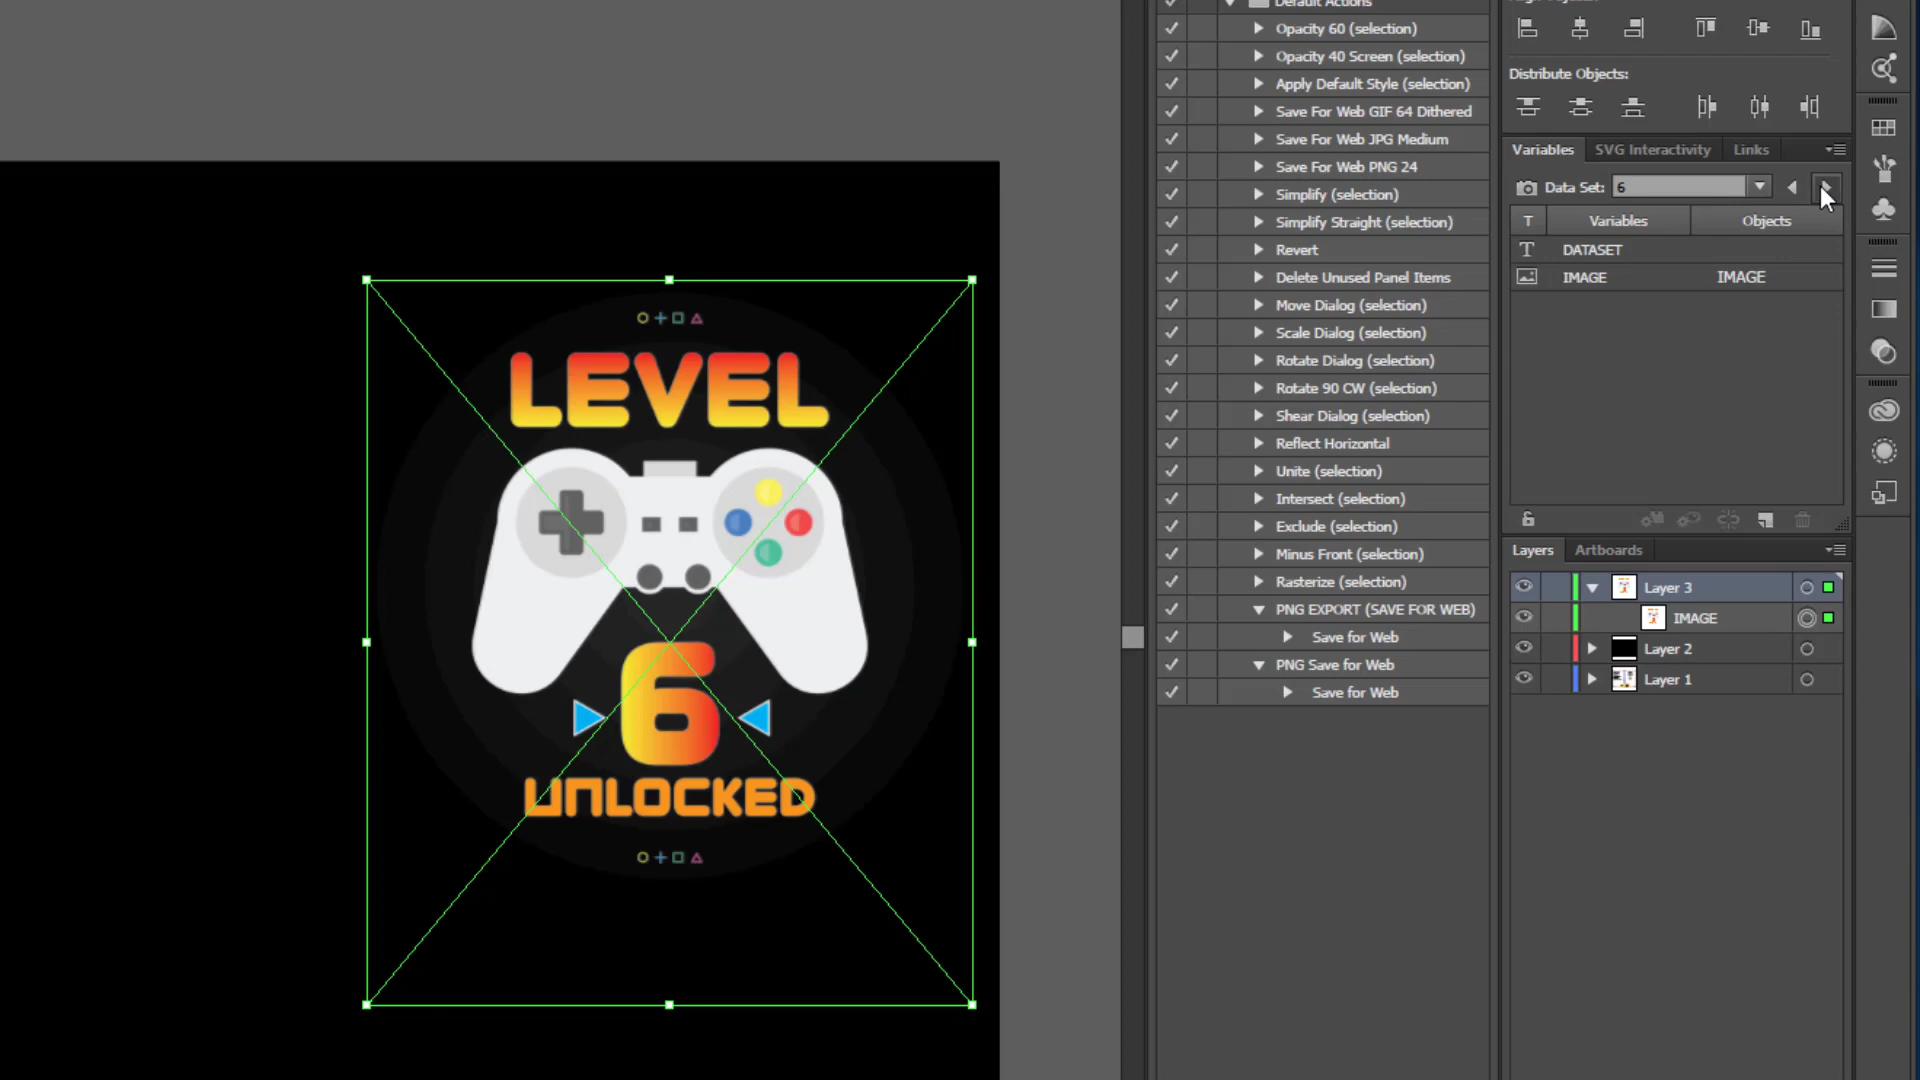 Default Actions
Opacity 60 (selection)
Opacity 40 Screen (selection)
Apply Default Style (selection)
Save For Web GIF 64 Dithered
Save For Web JPG Medium
Save For Web PNG 24
Simplify (selection)
Simplify Straight (selection)
Revert
Delete Unused Panel Items
Move Dialog (selection)
Scale Dialog (selection)
Rotate Dialog (selection)
Rotate 90 CW (selection)
Shear Dialog (selection)
Reflect Horizontal
Unite (selection)
Intersect (selection)
Exclude (selection)
Minus Front (selection)
Rasterize (selection)
PNG EXPORT (SAVE FOR WEB)
Save for Web
PNG Save for Web
Save for Web
Distribute Objects:
Variables SVG Interactivity Links
Data Set: 6
T Variables Objects
T DATASET
IMAGE IMAGE
Layers Artboards
Layer 3
IMAGE
Layer 2
Layer 1
LEVEL
6
UNLOCKED